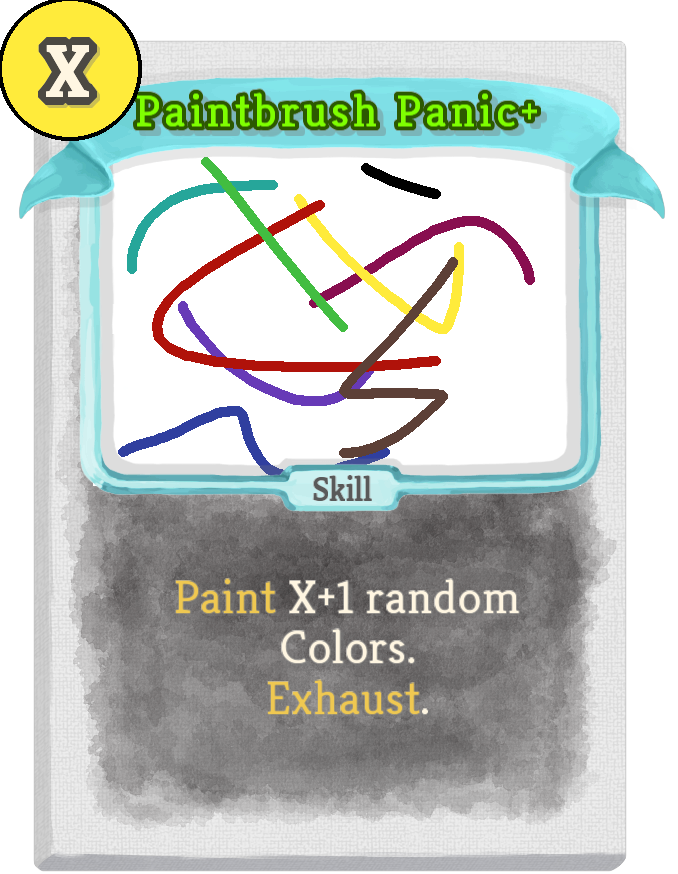 X
Paintbrush Panic+
Skill
Paint X+1 random
Colors.
Exhaust.